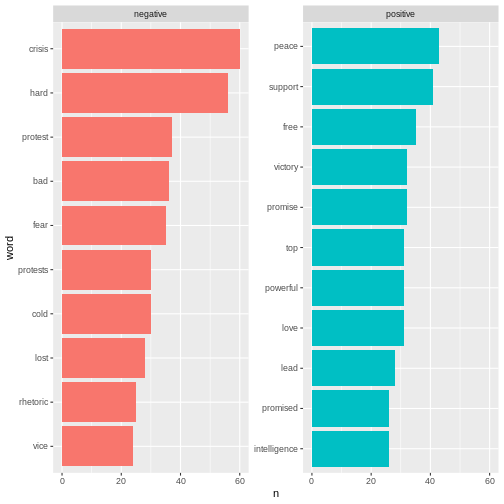 negative
positive
word
crisis
hard
protest
bad
fear
protests
cold
lost
rhetoric
vice
0 20 40 60
peace
support
free
victory
promise
top
powerful
love
lead
promised
intelligence
0 20 40 60
n